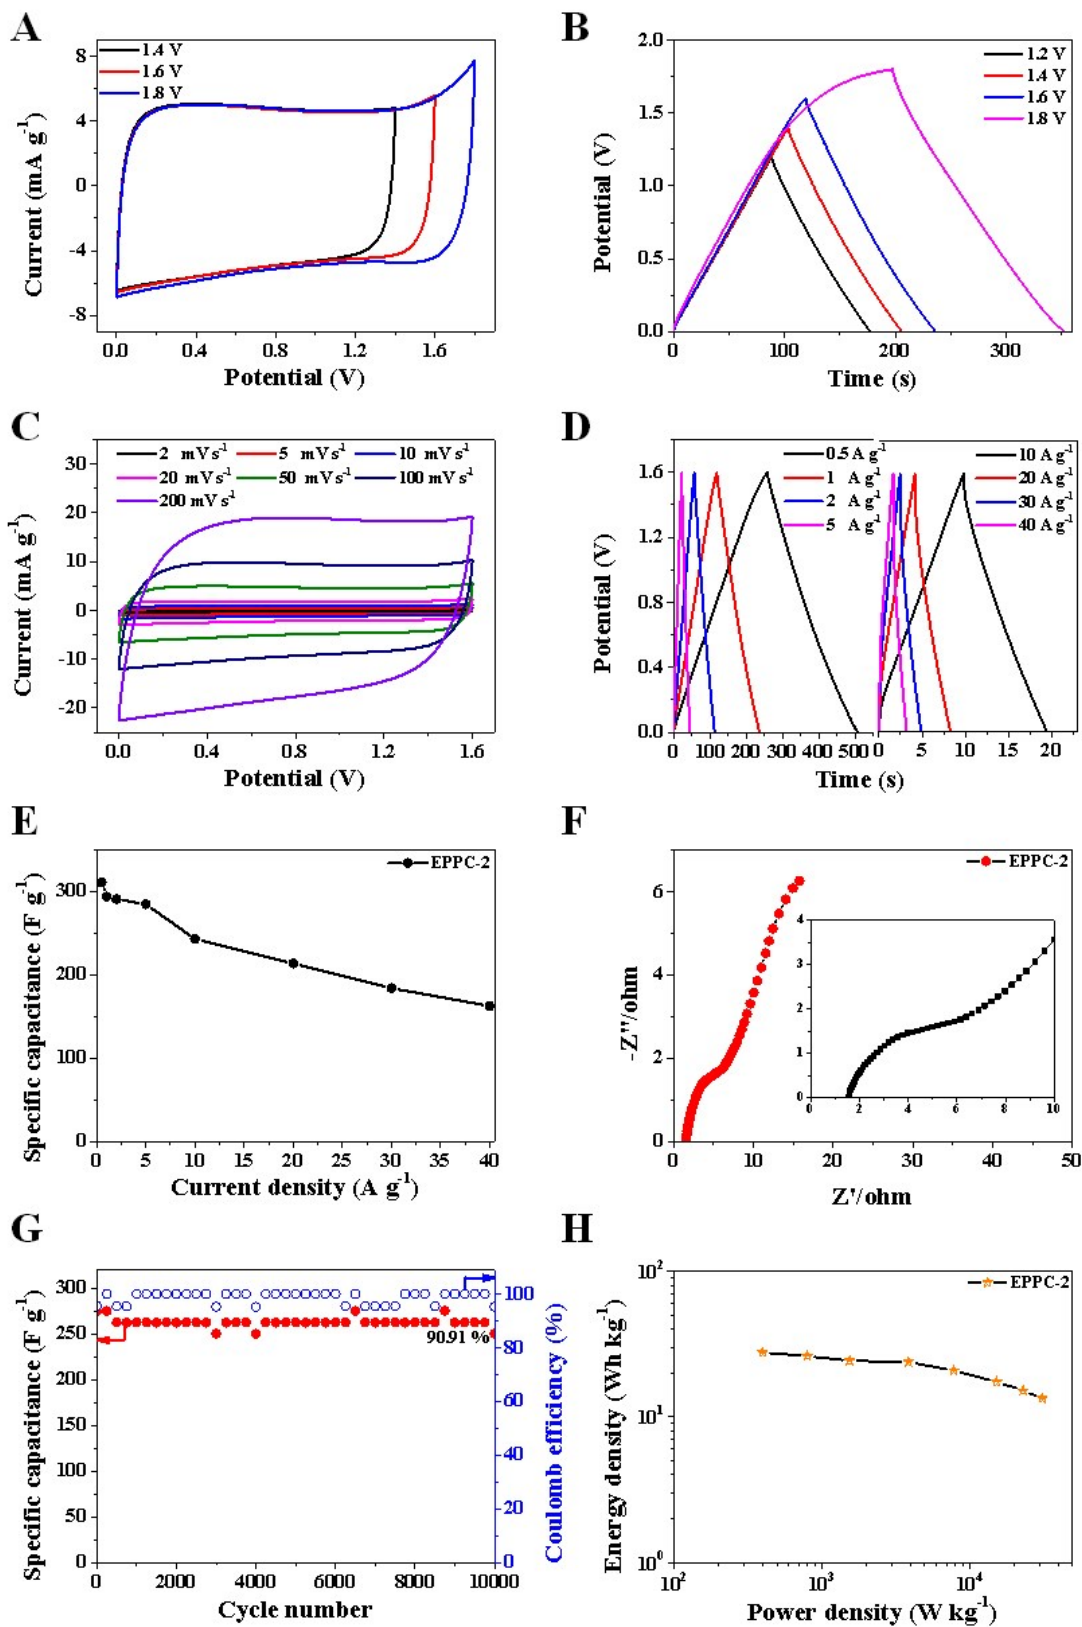 A
1.4 V
1.6 V
1.8 V
8
4
0
-4
-8
0.0 0.4 0.8 1.2 1.6
Current (mA g⁻¹)
Potential (V)
B
1.2 V
1.4 V
1.6 V
1.8 V
2.0
1.5
1.0
0.5
0.0
0 100 200 300
Potential (V)
Time (s)
C
2 mV s⁻¹ 5 mV s⁻¹ 10 mV s⁻¹
20 mV s⁻¹ 50 mV s⁻¹ 100 mV s⁻¹
200 mV s⁻¹
30
20
10
0
-10
-20
0.0 0.4 0.8 1.2 1.6
Current (mA g⁻¹)
Potential (V)
D
0.5 A g⁻¹
1 A g⁻¹
2 A g⁻¹
5 A g⁻¹
10 A g⁻¹
20 A g⁻¹
30 A g⁻¹
40 A g⁻¹
1.6
1.2
0.8
0.4
0.0
0 100 200 300 400 500
0 5 10 15 20
Potential (V)
Time (s)
E
EPPC-2
300
200
100
0
0 5 10 15 20 25 30 35 40
Specific capacitance (F g⁻¹)
Current density (A g⁻¹)
F
EPPC-2
6
4
2
0
0 10 20 30 40 50
-Z''/ohm
Z'/ohm
4
3
2
1
0
0 2 4 6 8 10
G
300
250
200
150
100
50
0
100
80
60
40
20
0
90.91 %
0 2000 4000 6000 8000 10000
Specific capacitance (F g⁻¹)
Coulomb efficiency (%)
Cycle number
H
EPPC-2
10²
10¹
10⁰
10² 10³ 10⁴
Energy density (Wh kg⁻¹)
Power density (W kg⁻¹)